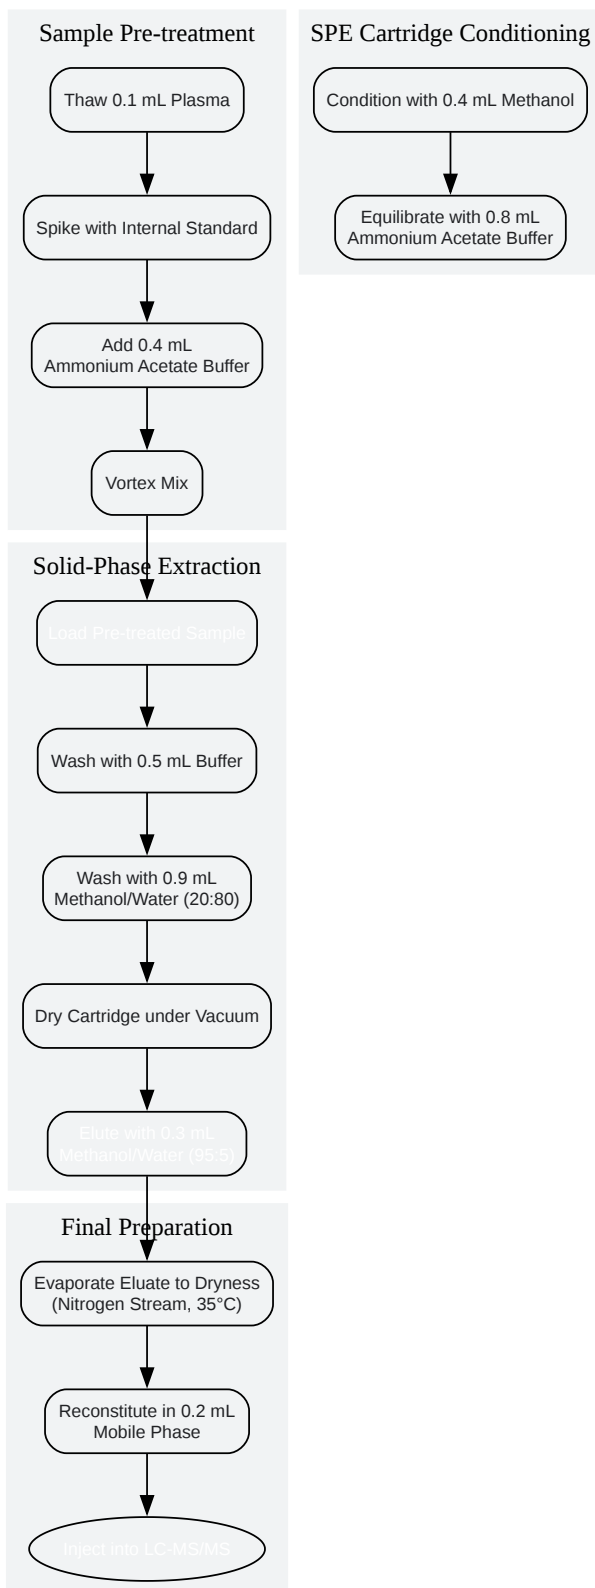 Sample Pre-treatment
Thaw 0.1 mL Plasma
Spike with Internal Standard
Add 0.4 mL
Ammonium Acetate Buffer
Vortex Mix
SPE Cartridge Conditioning
Condition with 0.4 mL Methanol
Equilibrate with 0.8 mL
Ammonium Acetate Buffer
Solid-Phase Extraction
Load Pre-treated Sample
Wash with 0.5 mL Buffer
Wash with 0.9 mL
Methanol/Water (20:80)
Dry Cartridge under Vacuum
Elute with 0.3 mL
Methanol/Water (95:5)
Final Preparation
Evaporate Eluate to Dryness
(Nitrogen Stream, 35°C)
Reconstitute in 0.2 mL
Mobile Phase
Inject into LC-MS/MS